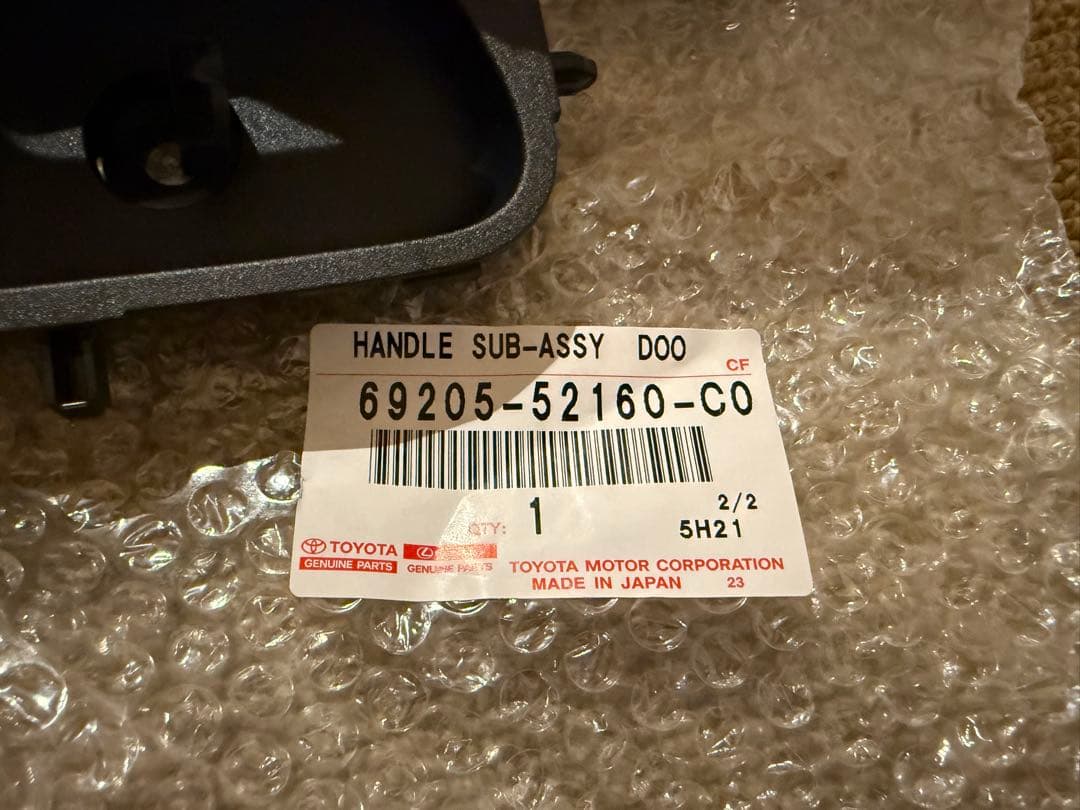 HANDLE SUB-ASSY DOO
CF
69205-52160-C0
QTY: 1
2/2
5H21
TOYOTA
GENUINE PARTS
GENUINE PARTS
TOYOTA MOTOR CORPORATION
MADE IN JAPAN 23